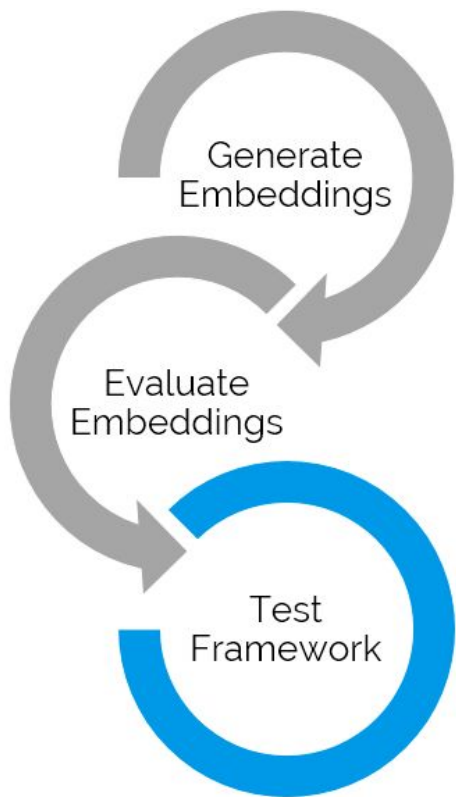 Generate
Embeddings
Evaluate
Embeddings
Test
Framework